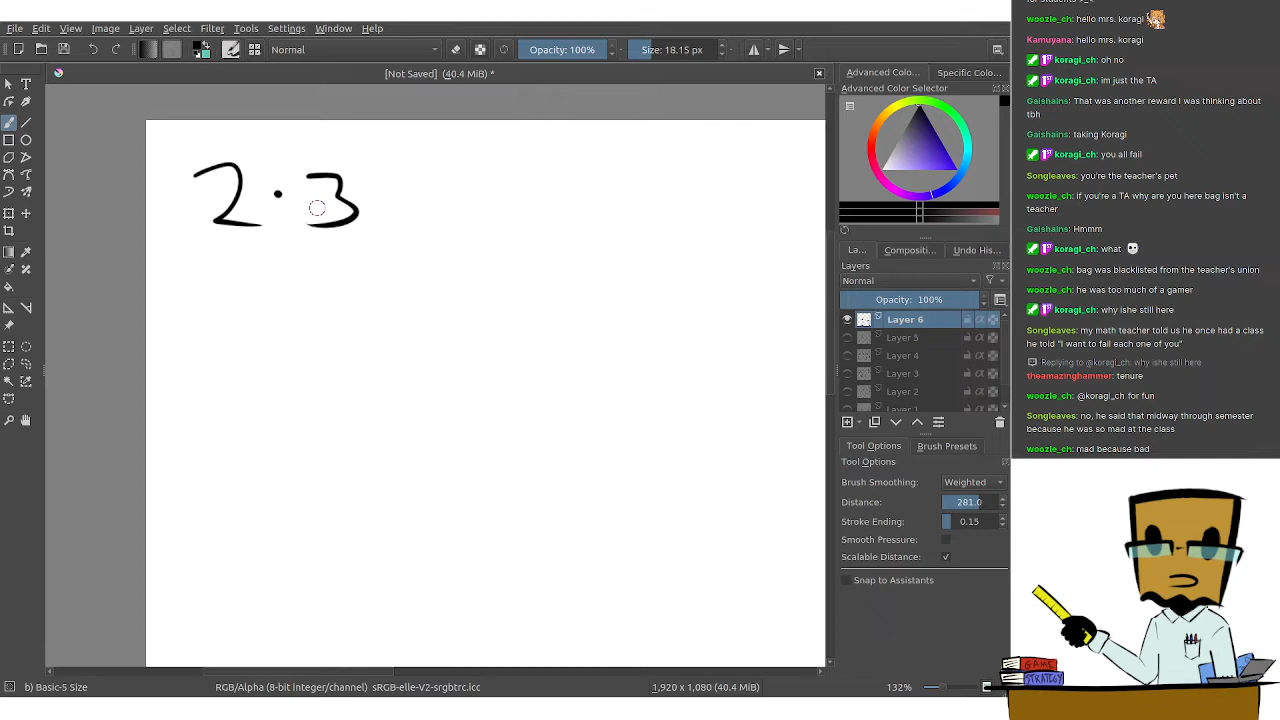 File Edit View Image Layer Select Filter Tools Settings Window Help
Normal
Opacity: 100%
Size: 18.15 px
[Not Saved] (40.4 MiB) *
2 · 3
Advanced Colo...
Specific Colo...
Advanced Color Selector
La...
Compositi...
Undo Hi...
Layers
Normal
Opacity: 100%
Layer 6
Layer 5
Layer 4
Layer 3
Layer 2
Layer 1
Tool Options
Brush Presets
Tool Options
Brush Smoothing: Weighted
Distance: 281.0
Stroke Ending: 0.15
Smooth Pressure:
Scalable Distance:
Snap to Assistants
b) Basic-5 Size
RGB/Alpha (8-bit integer/channel) sRGB-elle-V2-srgbtrc.icc
1,920 x 1,080 (40.4 MiB)
132%
woozle_ch: hello mrs. koragi
Kamuyana: hello mrs. koragi
koragi_ch: oh no
koragi_ch: im just the TA
Gaishains: That was another reward I was thinking about
tbh
Gaishains: taking Koragi
koragi_ch: you all fail
Songleaves: you're the teacher's pet
woozle_ch: if you're a TA why are you here bag isn't a
teacher
Gaishains: Hmmm
koragi_ch: what
woozle_ch: bag was blacklisted from the teacher's union
woozle_ch: he was too much of a gamer
koragi_ch: why ishe still here
Songleaves: my math teacher told us he once had a class
he told "I want to fail each one of you"
Replying to @koragi_ch: why ishe still here
theamazinghammer: tenure
woozle_ch: @koragi_ch for fun
Songleaves: no, he said that midway through semester
because he was so mad at the class
woozle_ch: mad because bad
GAME
STRATEGY